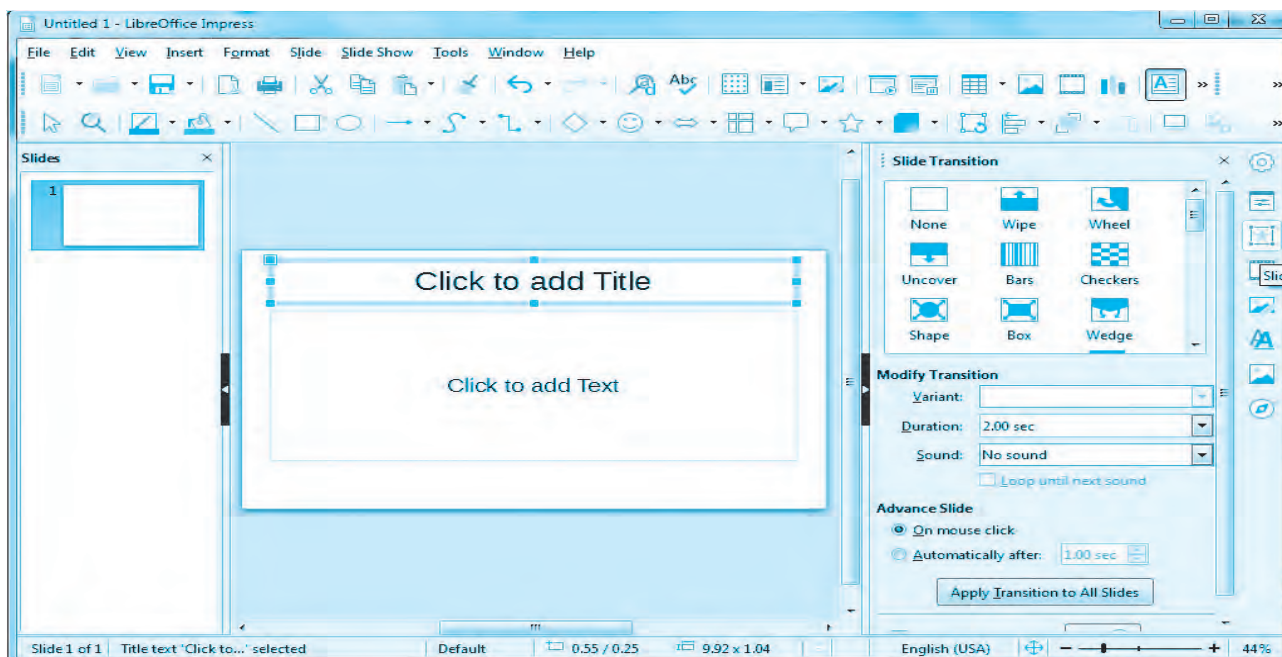 Untitled 1 - LibreOffice Impress
File Edit View Insert Format Slide Slide Show Tools Window Help
Abc
A
»
»
»
Slides
1
Click to add Title
Click to add Text
Slide Transition
None Wipe Wheel
Uncover Bars Checkers
Shape Box Wedge
Modify Transition
Variant:
Duration: 2.00 sec
Sound: No sound
Loop until next sound
Advance Slide
On mouse click
Automatically after: 1.00 sec
Apply Transition to All Slides
Slide 1 of 1 Title text 'Click to...' selected Default 0.55 / 0.25 9.92 x 1.04 English (USA) 44%